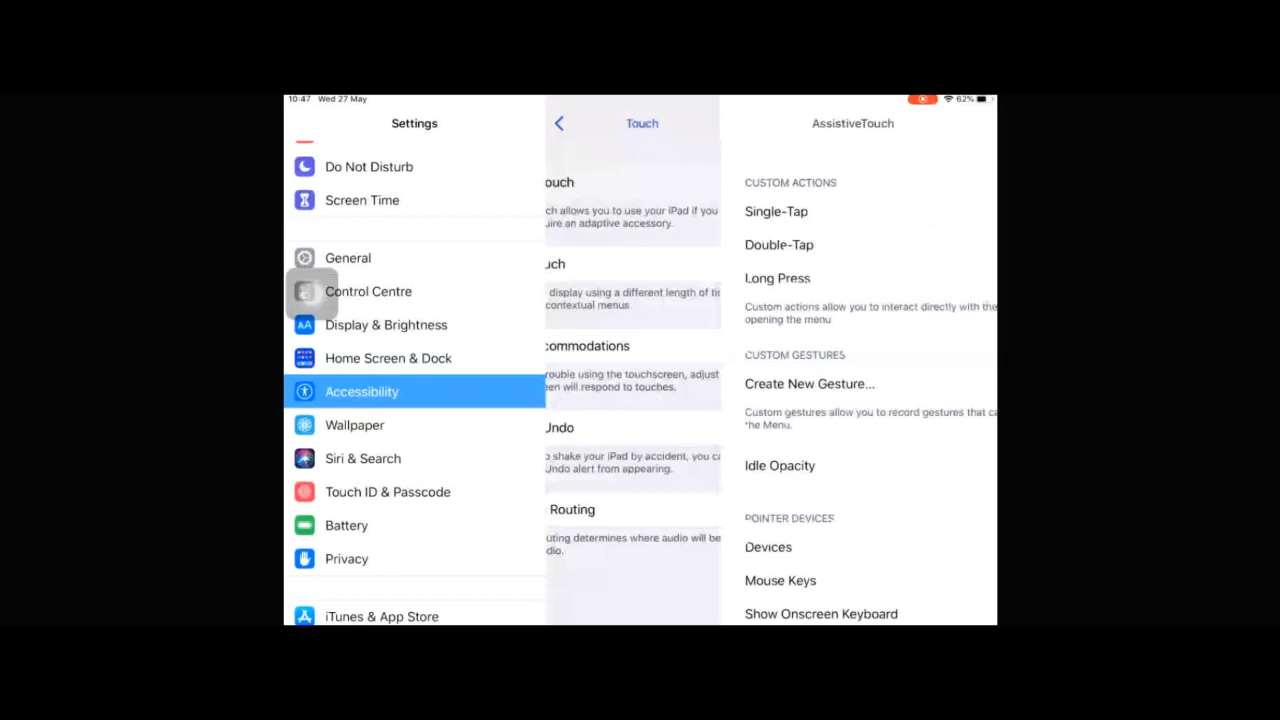 10:47 Wed 27 May
62%
Settings
Do Not Disturb
Screen Time
General
Control Centre
AA
Display & Brightness
Home Screen & Dock
Accessibility
Wallpaper
Siri & Search
Touch ID & Passcode
Battery
Privacy
iTunes & App Store
Touch
ouch
ch allows you to use your iPad if you
uire an adaptive accessory.
uch
display using a different length of tir
contextual menus
commodations
rouble using the touchscreen, adjust
en will respond to touches.
Undo
o shake your iPad by accident, you ca
Undo alert from appearing.
Routing
uting determines where audio will be
dio.
AssistiveTouch
CUSTOM ACTIONS
Single-Tap
Double-Tap
Long Press
Custom actions allow you to interact directly with the
opening the menu
CUSTOM GESTURES
Create New Gesture...
Custom gestures allow you to record gestures that ca
the Menu.
Idle Opacity
POINTER DEVICES
Devices
Mouse Keys
Show Onscreen Keyboard